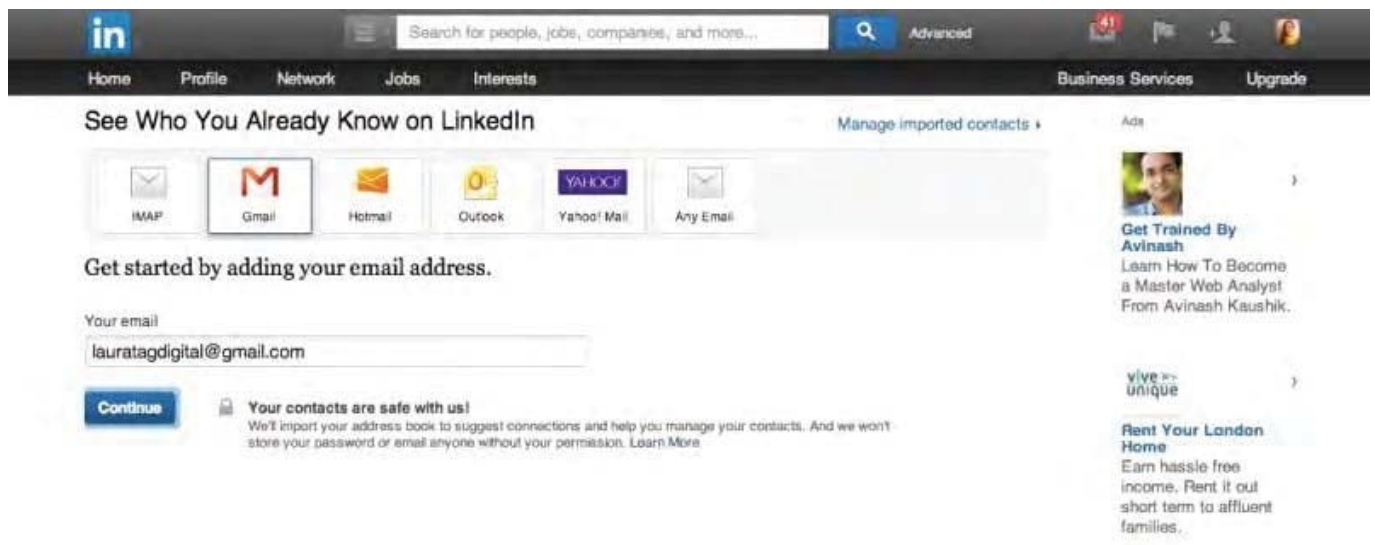 in
Search for people, jobs, companies, and more...
Advanced
41
Home Profile Network Jobs Interests
Business Services Upgrade
See Who You Already Know on LinkedIn
Manage imported contacts ›
IMAP
Gmail
Hotmail
Outlook
YAHOO!
Yahoo! Mail
Any Email
Get started by adding your email address.
Your email
lauratagdigital@gmail.com
Continue
Your contacts are safe with us!
We'll import your address book to suggest connections and help you manage your contacts. And we won't
store your password or email anyone without your permission. Learn More
Ads
Get Trained By
Avinash
Learn How To Become
a Master Web Analyst
From Avinash Kaushik.
vive
unique
Rent Your London
Home
Earn hassle free
income. Rent it out
short term to affluent
families.